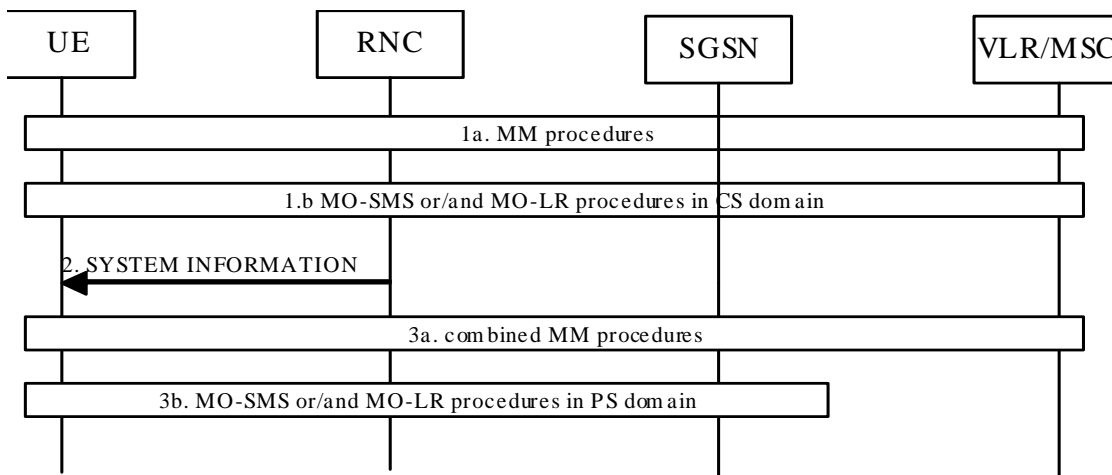 UE RNC SGSN VLR/MSC
1a. MM procedures
1.b MO-SMS or/and MO-LR procedures in CS domain
2. SYSTEM INFORMATION
3a. combined MM procedures
3b. MO-SMS or/and MO-LR procedures in PS domain